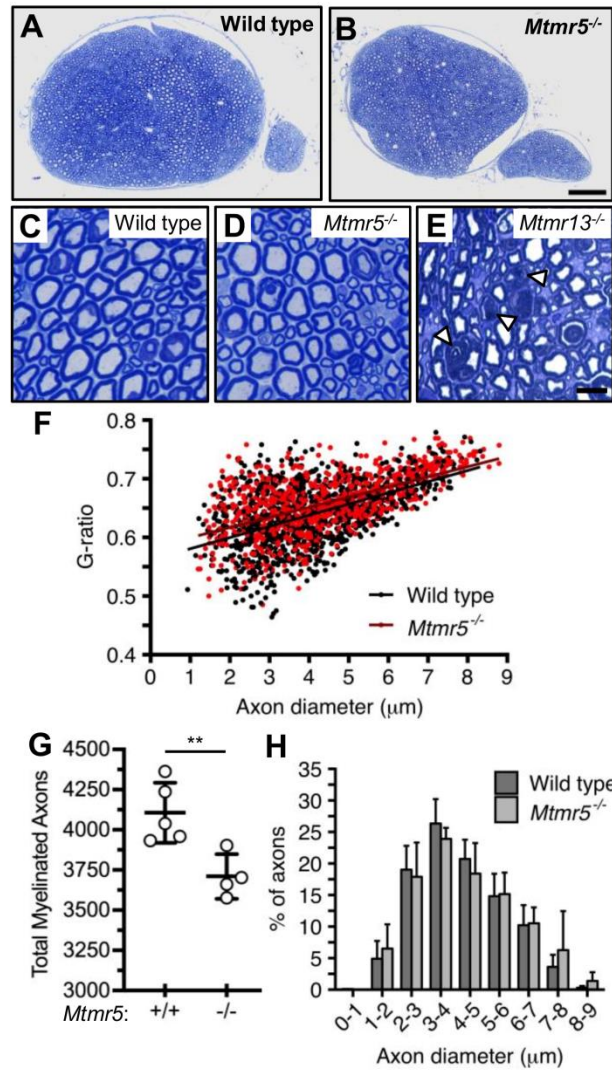 A Wild type
B Mtmr5-/-
C Wild type
D Mtmr5-/-
E Mtmr13-/-
F
0.8
0.7
0.6
0.5
0.4
G-ratio
Wild type
Mtmr5-/-
0 1 2 3 4 5 6 7 8 9
Axon diameter (μm)
G
**
4500
4250
4000
3750
3500
3250
3000
Total Myelinated Axons
Mtmr5: +/+ -/-
H
35
30
25
20
15
10
5
0
% of axons
Wild type
Mtmr5-/-
0-1 1-2 2-3 3-4 4-5 5-6 6-7 7-8 8-9
Axon diameter (μm)